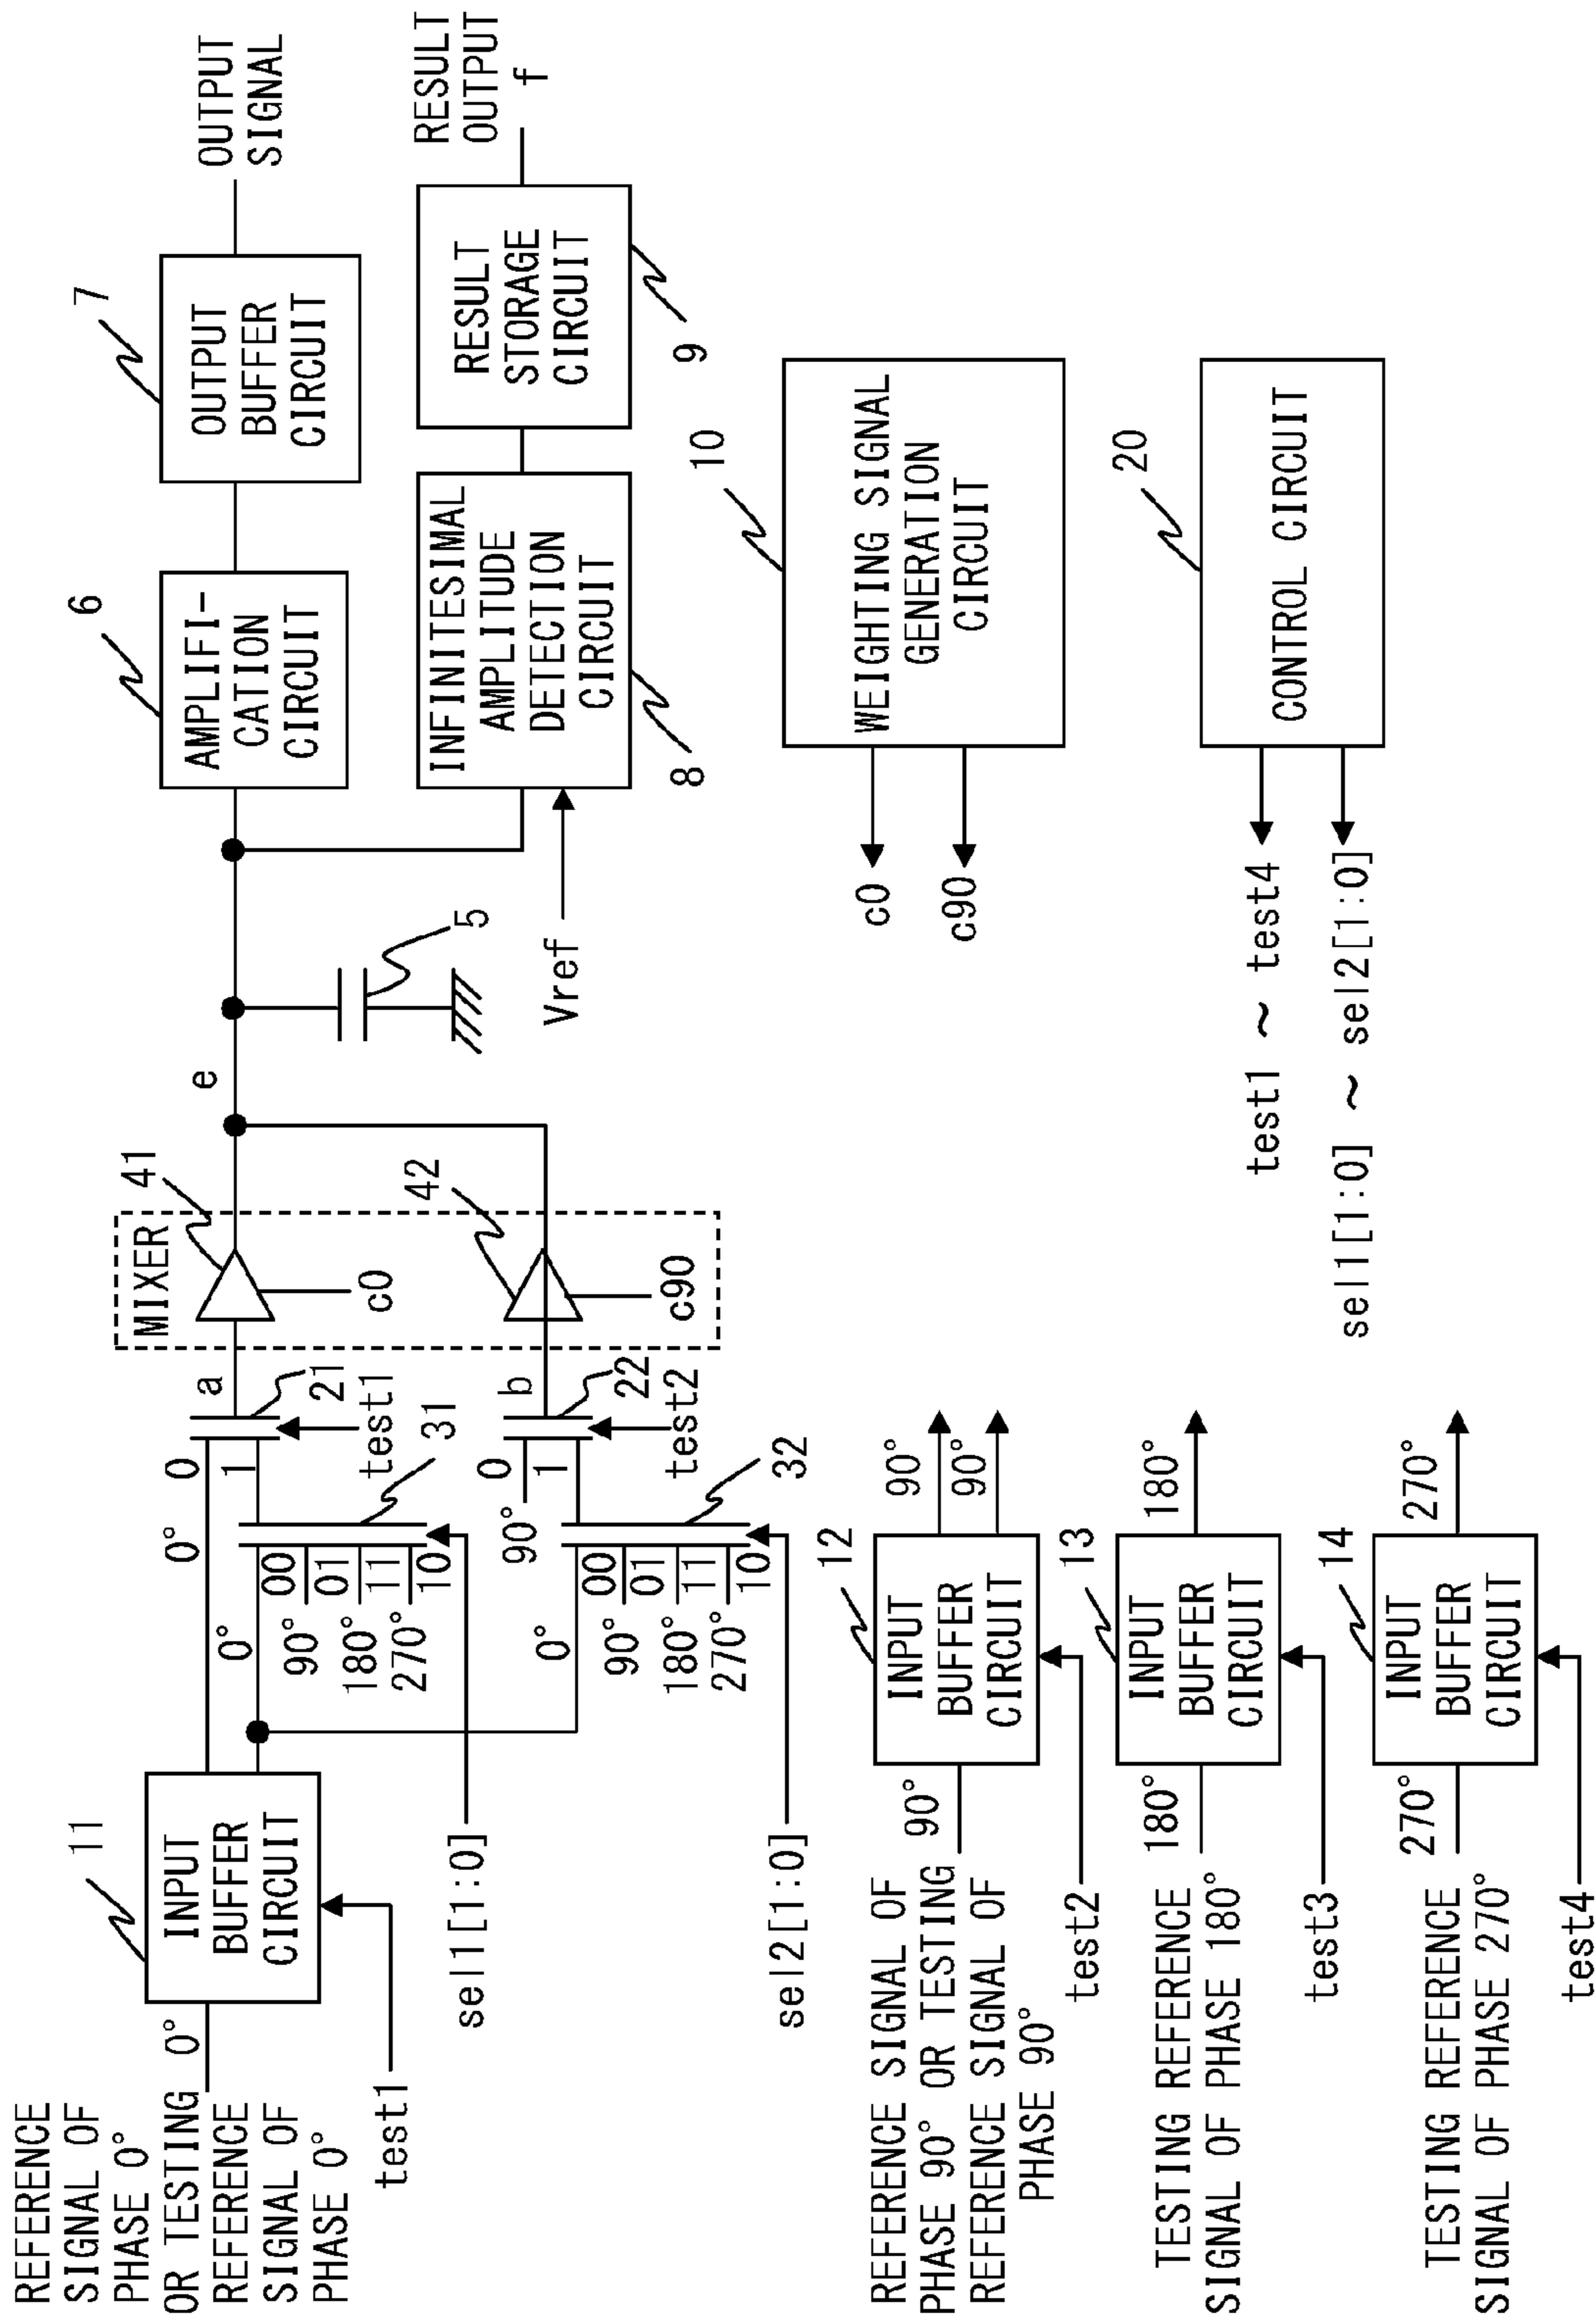 REFERENCE
SIGNAL OF
PHASE 0°
OR TESTING
REFERENCE
SIGNAL OF
PHASE 0°
0°
test1
11
INPUT
BUFFER
CIRCUIT
0°
0
0°
1
00
90°
01
180°
11
270°
10
sel1[1:0]
a
21
test1
31
MIXER
41
c0
42
c90
90°
0
1
0°
00
90°
01
180°
11
270°
10
sel2[1:0]
b
22
test2
32
e
5
6
AMPLIFI-
CATION
CIRCUIT
7
OUTPUT
BUFFER
CIRCUIT
OUTPUT
SIGNAL
Vref
INFINITESIMAL
AMPLITUDE
DETECTION
CIRCUIT
8
RESULT
STORAGE
CIRCUIT
9
RESULT
OUTPUT
f
REFERENCE SIGNAL OF
PHASE 90° OR TESTING
REFERENCE SIGNAL OF
PHASE 90°
90°
test2
12
INPUT
BUFFER
CIRCUIT
90°
90°
TESTING REFERENCE
SIGNAL OF PHASE 180°
180°
test3
13
INPUT
BUFFER
CIRCUIT
180°
TESTING REFERENCE
SIGNAL OF PHASE 270°
270°
test4
14
INPUT
BUFFER
CIRCUIT
270°
10
WEIGHTING SIGNAL
GENERATION
CIRCUIT
c0
c90
20
CONTROL CIRCUIT
test1 ~ test4
sel1[1:0] ~ sel2[1:0]